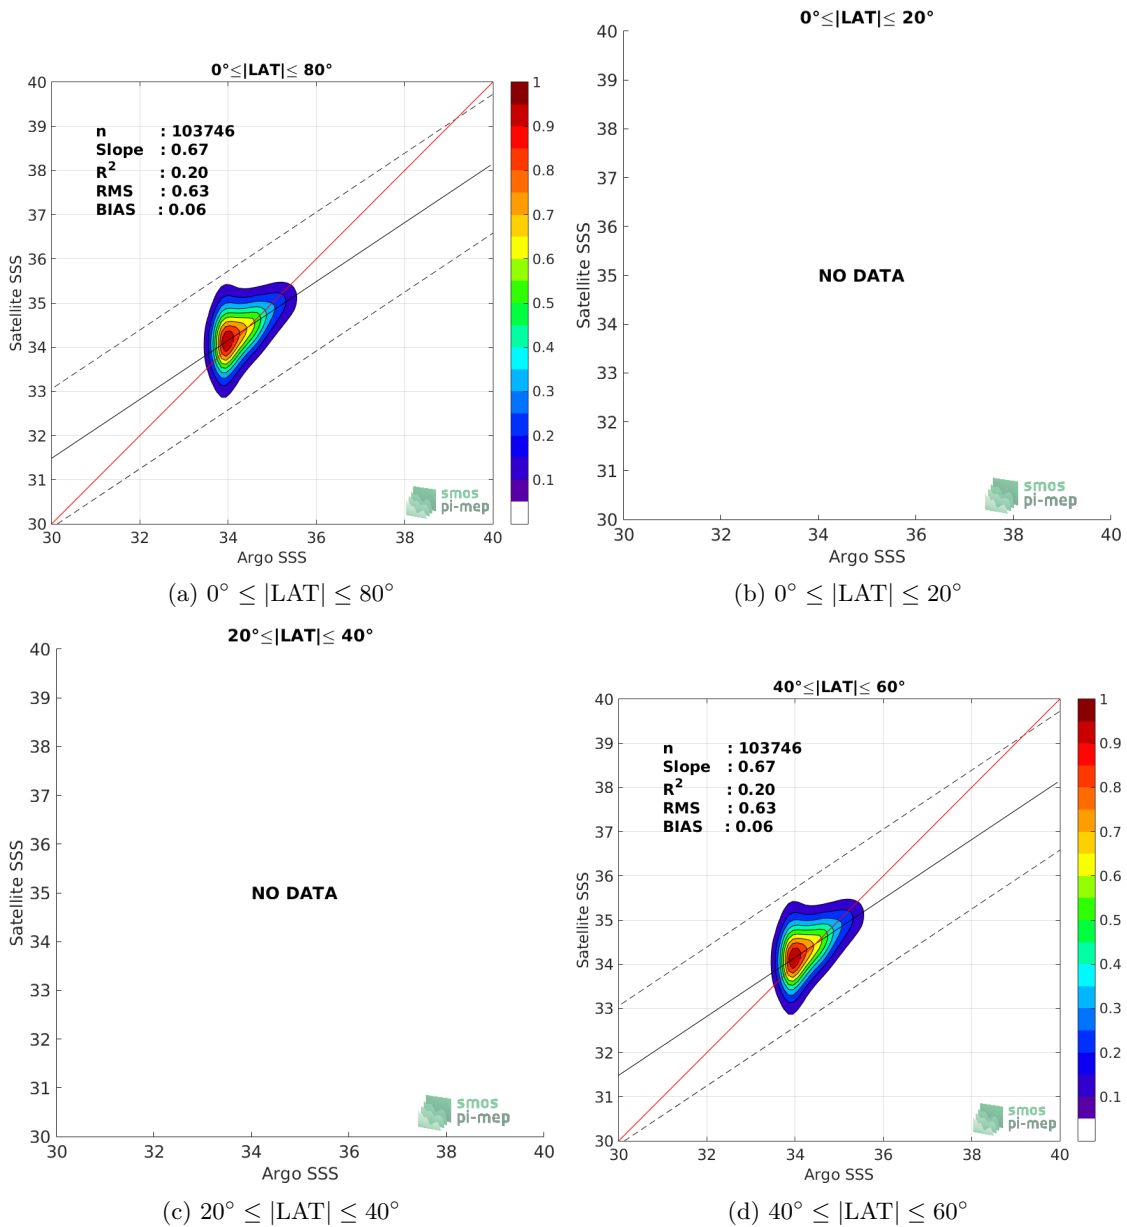 0°≤|LAT|≤ 80°
40
39
38
37
36
35
34
33
32
31
30
Satellite SSS
n : 103746
Slope : 0.67
R² : 0.20
RMS : 0.63
BIAS : 0.06
smos
pi-mep
30 32 34 36 38 40
Argo SSS
1
0.9
0.8
0.7
0.6
0.5
0.4
0.3
0.2
0.1
(a) 0° ≤ |LAT| ≤ 80°
0°≤|LAT|≤ 20°
40
39
38
37
36
35
34
33
32
31
30
Satellite SSS
NO DATA
smos
pi-mep
30 32 34 36 38 40
Argo SSS
(b) 0° ≤ |LAT| ≤ 20°
20°≤|LAT|≤ 40°
40
39
38
37
36
35
34
33
32
31
30
Satellite SSS
NO DATA
smos
pi-mep
30 32 34 36 38 40
Argo SSS
(c) 20° ≤ |LAT| ≤ 40°
40°≤|LAT|≤ 60°
40
39
38
37
36
35
34
33
32
31
30
Satellite SSS
n : 103746
Slope : 0.67
R² : 0.20
RMS : 0.63
BIAS : 0.06
smos
pi-mep
30 32 34 36 38 40
Argo SSS
1
0.9
0.8
0.7
0.6
0.5
0.4
0.3
0.2
0.1
(d) 40° ≤ |LAT| ≤ 60°